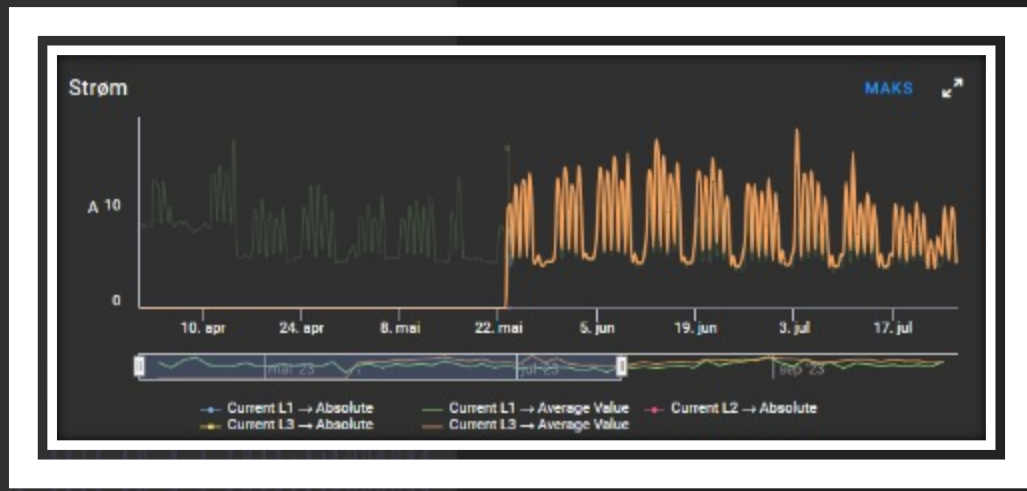 Strøm
MAKS
A 10
0
10. apr 24. apr 8. mai 22. mai 5. jun 19. jun 3. jul 17. jul
mai '23 jul '23 sep '23
Current L1 → Absolute Current L1 → Average Value Current L2 → Absolute
Current L3 → Absolute Current L3 → Average Value